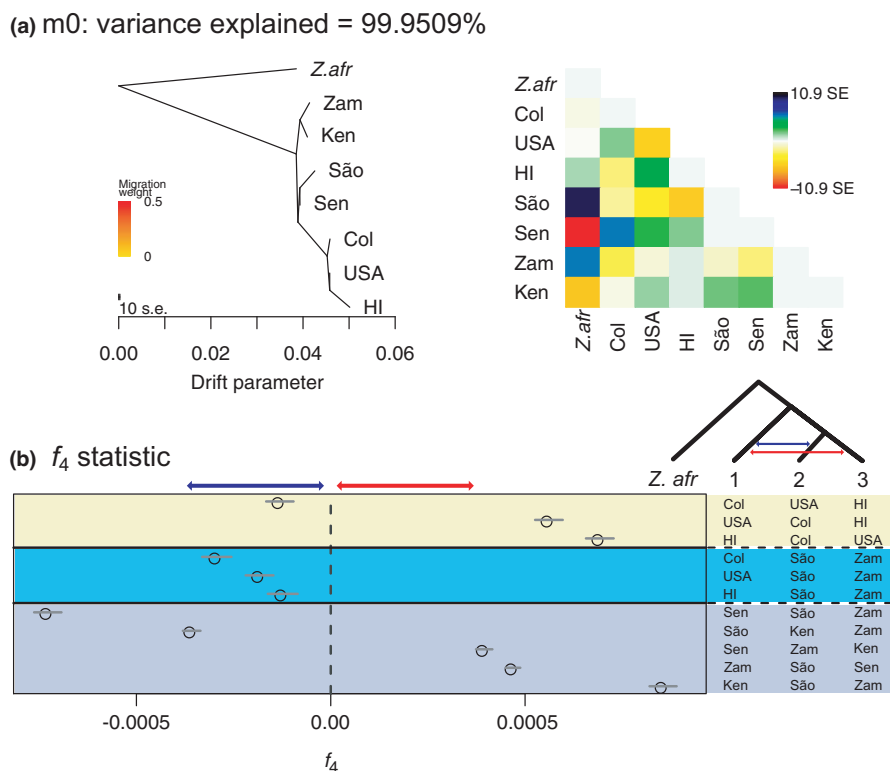 (a) m0: variance explained = 99.9509%
Z.afr
Zam
Ken
São
Sen
Col
USA
HI
Migration
weight
0.5
0
10 s.e.
0.00 0.02 0.04 0.06
Drift parameter
Z.afr
Col
USA
HI
São
Sen
Zam
Ken
Z.afr Col USA HI São Sen Zam Ken
10.9 SE
–10.9 SE
(b) f4 statistic
Z. afr 1 2 3
Col USA HI
USA Col HI
HI Col USA
Col São Zam
USA São Zam
HI São Zam
Sen São Zam
São Ken Zam
Sen Zam Ken
Zam São Sen
Ken São Zam
-0.0005 0.00 0.0005
f4